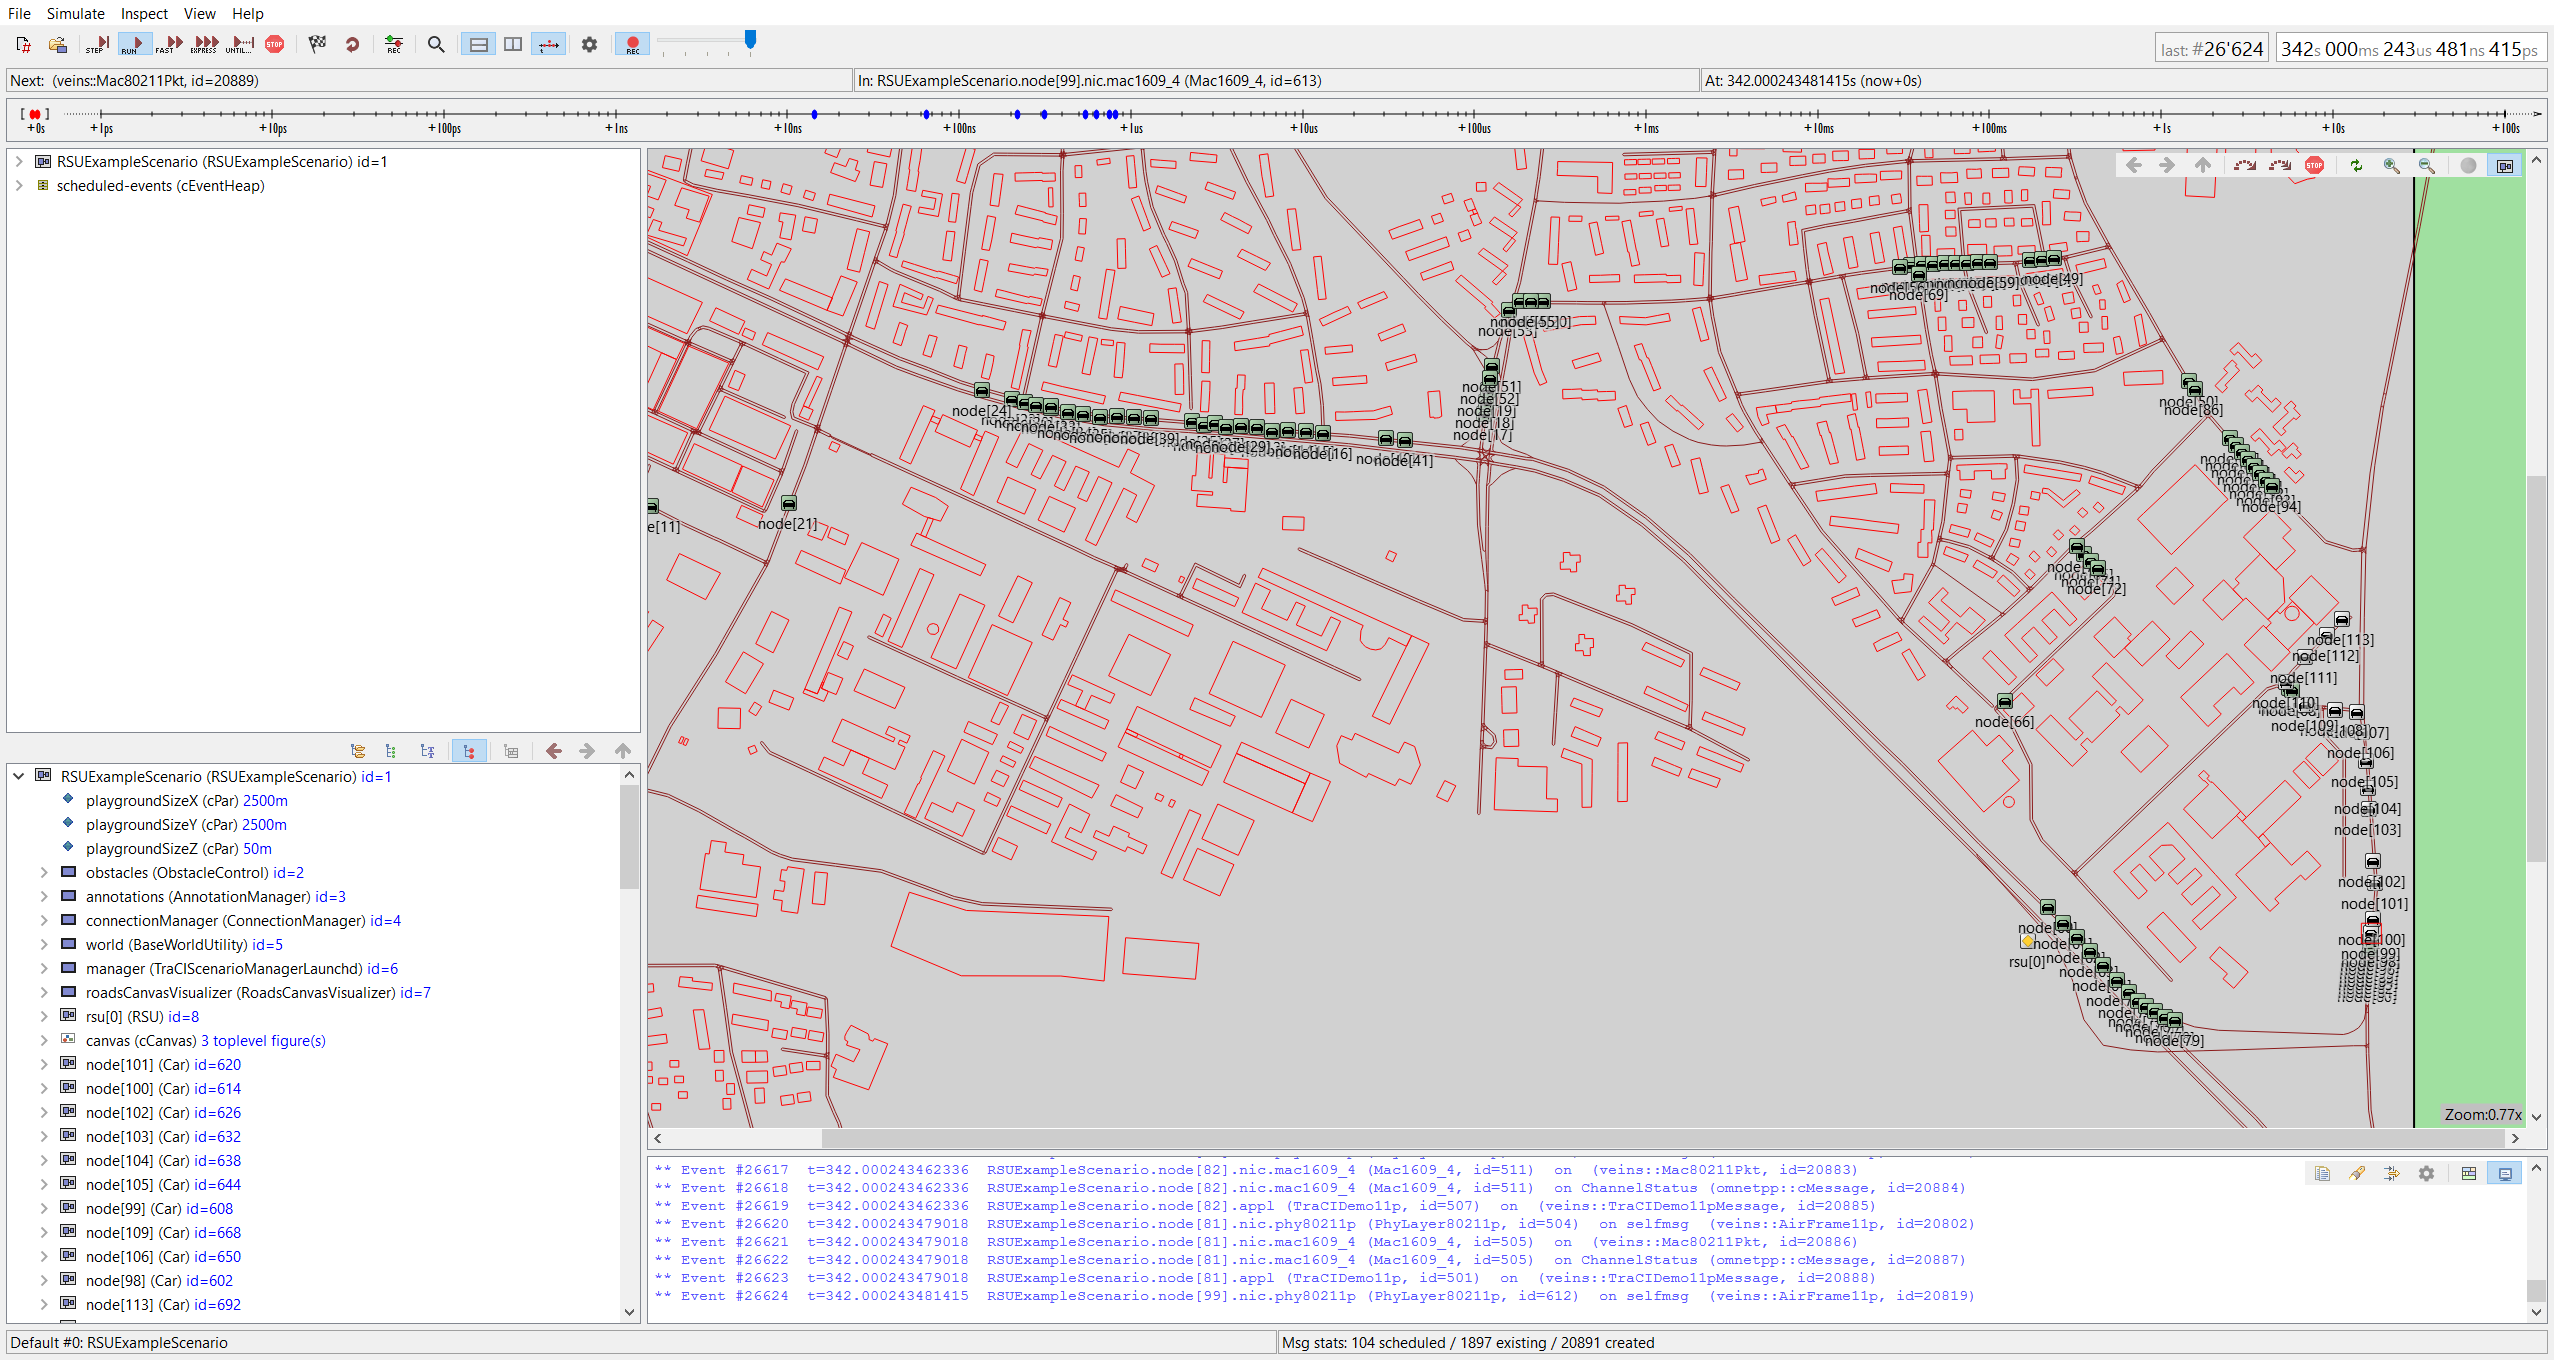 File Simulate Inspect View Help
STEP RUN FAST EXPRESS UNTIL... STOP REC REC
last: #26'624 342s 000ms 243us 481ns 415ps
Next: (veins::Mac80211Pkt, id=20889) In: RSUExampleScenario.node[99].nic.mac1609_4 (Mac1609_4, id=613) At: 342.000243481415s (now+0s)
+0s +1ps +10ps +100ps +1ns +10ns +100ns +1us +10us +100us +1ms +10ms +100ms +1s +10s +100s
RSUExampleScenario (RSUExampleScenario) id=1
scheduled-events (cEventHeap)
STOP
node[49]
node[69]
node[53]
node[51]
node[52]
node[19]
node[18]
node[17]
node[24]
node[39]
node[16]
node[41]
node[50]
node[86]
node[94]
e[11]
node[21]
node[72]
node[113]
node[112]
node[111]
node[66]
node[109]
node[106]
node[105]
node[104]
node[103]
node[102]
node[101]
node[100]
node[99]
rsu[0]
node[79]
Zoom:0.77x
RSUExampleScenario (RSUExampleScenario) id=1
playgroundSizeX (cPar) 2500m
playgroundSizeY (cPar) 2500m
playgroundSizeZ (cPar) 50m
obstacles (ObstacleControl) id=2
annotations (AnnotationManager) id=3
connectionManager (ConnectionManager) id=4
world (BaseWorldUtility) id=5
manager (TraCIScenarioManagerLaunchd) id=6
roadsCanvasVisualizer (RoadsCanvasVisualizer) id=7
rsu[0] (RSU) id=8
canvas (cCanvas) 3 toplevel figure(s)
node[101] (Car) id=620
node[100] (Car) id=614
node[102] (Car) id=626
node[103] (Car) id=632
node[104] (Car) id=638
node[105] (Car) id=644
node[99] (Car) id=608
node[109] (Car) id=668
node[106] (Car) id=650
node[98] (Car) id=602
node[113] (Car) id=692
** Event #26617 t=342.000243462336 RSUExampleScenario.node[82].nic.mac1609_4 (Mac1609_4, id=511) on (veins::Mac80211Pkt, id=20883)
** Event #26618 t=342.000243462336 RSUExampleScenario.node[82].nic.mac1609_4 (Mac1609_4, id=511) on ChannelStatus (omnetpp::cMessage, id=20884)
** Event #26619 t=342.000243462336 RSUExampleScenario.node[82].appl (TraCIDemo11p, id=507) on (veins::TraCIDemo11pMessage, id=20885)
** Event #26620 t=342.000243479018 RSUExampleScenario.node[81].nic.phy80211p (PhyLayer80211p, id=504) on selfmsg (veins::AirFrame11p, id=20802)
** Event #26621 t=342.000243479018 RSUExampleScenario.node[81].nic.mac1609_4 (Mac1609_4, id=505) on (veins::Mac80211Pkt, id=20886)
** Event #26622 t=342.000243479018 RSUExampleScenario.node[81].nic.mac1609_4 (Mac1609_4, id=505) on ChannelStatus (omnetpp::cMessage, id=20887)
** Event #26623 t=342.000243479018 RSUExampleScenario.node[81].appl (TraCIDemo11p, id=501) on (veins::TraCIDemo11pMessage, id=20888)
** Event #26624 t=342.000243481415 RSUExampleScenario.node[99].nic.phy80211p (PhyLayer80211p, id=612) on selfmsg (veins::AirFrame11p, id=20819)
Default #0: RSUExampleScenario Msg stats: 104 scheduled / 1897 existing / 20891 created